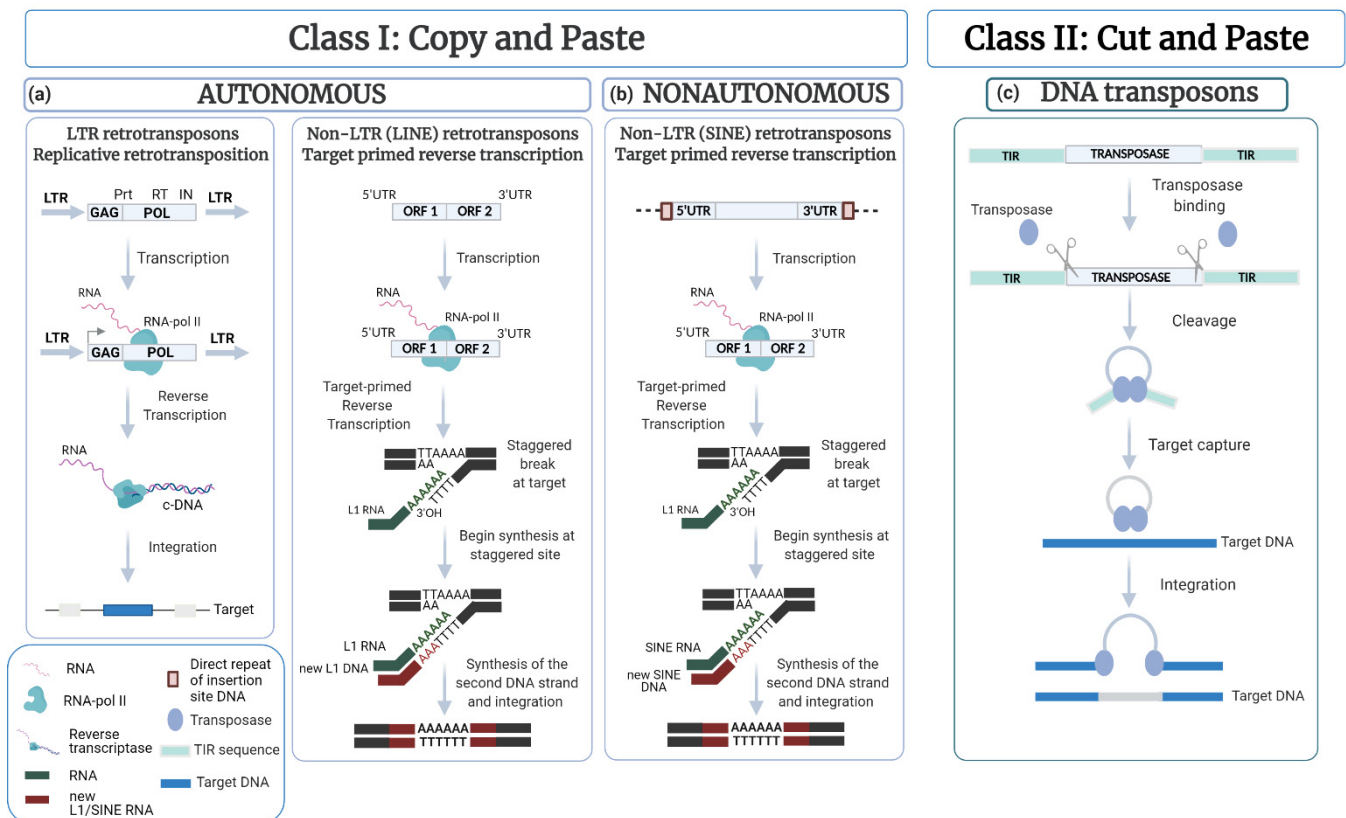 Class I: Copy and Paste
(a) AUTONOMOUS
LTR retrotransposons
Replicative retrotransposition
Prt RT IN
LTR GAG POL LTR
Transcription
RNA
RNA-pol II
LTR GAG POL LTR
Reverse
Transcription
RNA
c-DNA
Integration
Target
Non-LTR (LINE) retrotransposons
Target primed reverse transcription
5'UTR 3'UTR
ORF 1 ORF 2
Transcription
RNA
RNA-pol II
5'UTR 3'UTR
ORF 1 ORF 2
Target-primed
Reverse
Transcription
TTAAAA
AA
Staggered
break
at target
AAAAAA
TTTT
L1 RNA
3'OH
Begin synthesis at
staggered site
TTAAAA
AA
AAAAAA
AAATTTT
L1 RNA
new L1 DNA
Synthesis of the
second DNA strand
and integration
AAAAAA
TTTTTT
(b) NONAUTONOMOUS
Non-LTR (SINE) retrotransposons
Target primed reverse transcription
5'UTR 3'UTR
Transcription
RNA
RNA-pol II
5'UTR 3'UTR
ORF 1 ORF 2
Target-primed
Reverse
Transcription
TTAAAA
AA
Staggered
break
at target
AAAAAA
TTTT
L1 RNA
3'OH
Begin synthesis at
staggered site
TTAAAA
AA
AAAAAA
AAATTTT
SINE RNA
new SINE
DNA
Synthesis of the
second DNA strand
and integration
AAAAAA
TTTTTT
Class II: Cut and Paste
(c) DNA transposons
TIR TRANSPOSASE TIR
Transposase
binding
Transposase
TIR TRANSPOSASE TIR
Cleavage
Target capture
Target DNA
Integration
Target DNA
RNA
RNA-pol II
Reverse
transcriptase
RNA
new
L1/SINE RNA
Direct repeat
of insertion
site DNA
Transposase
TIR sequence
Target DNA